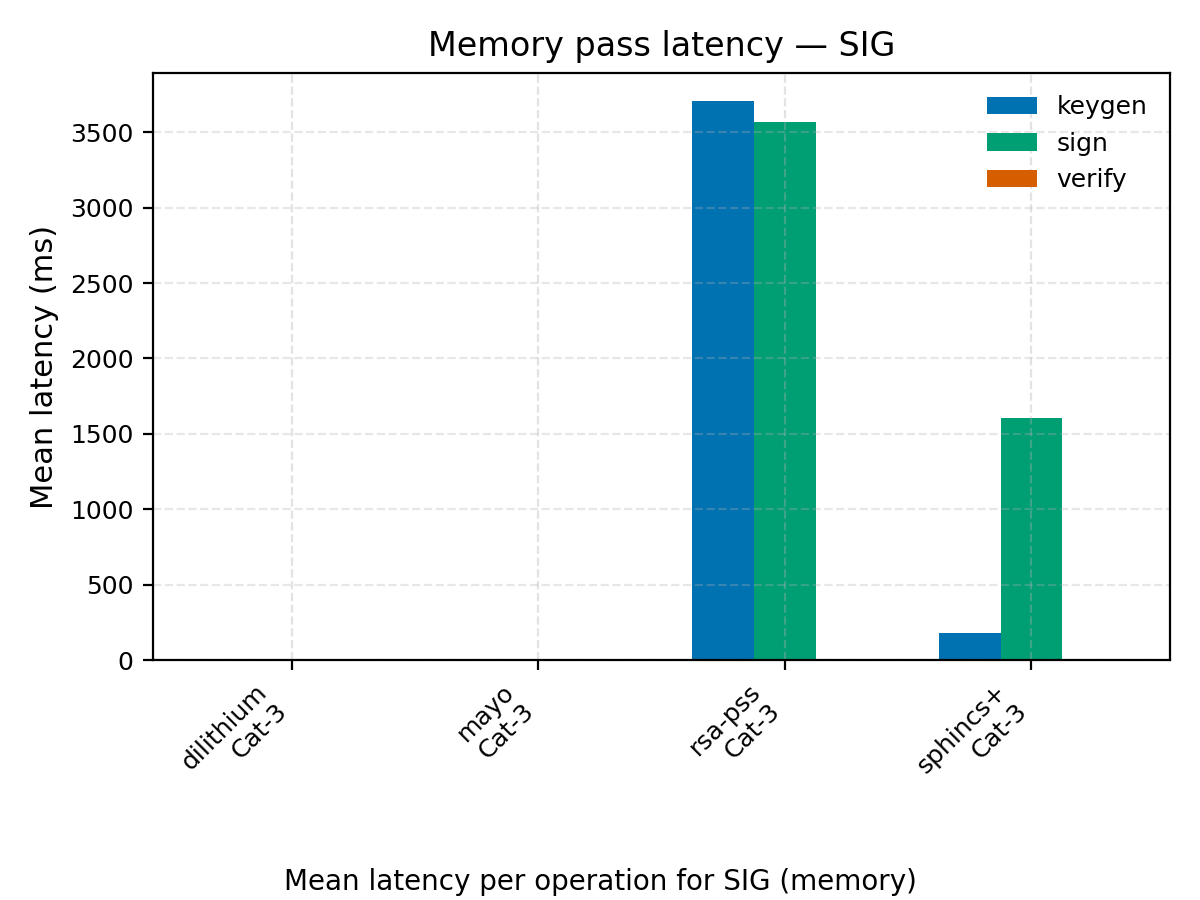 Memory pass latency — SIG
Mean latency (ms)
3500
3000
2500
2000
1500
1000
500
0
keygen
sign
verify
dilithium
Cat-3
mayo
Cat-3
rsa-pss
Cat-3
sphincs+
Cat-3
Mean latency per operation for SIG (memory)